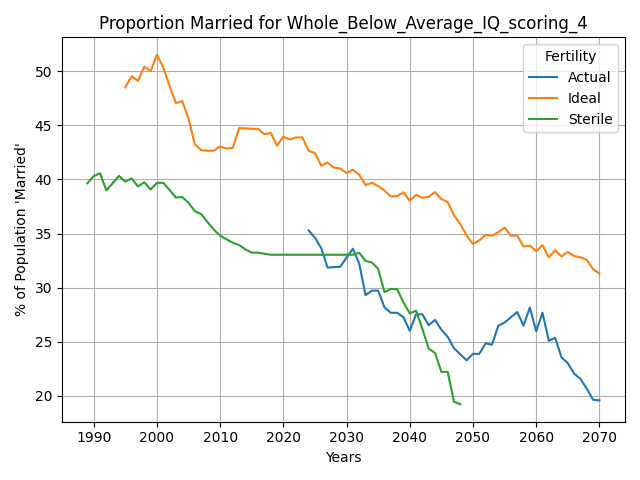 Proportion Married for Whole_Below_Average_IQ_scoring_4
% of Population 'Married'
Fertility
Actual
Ideal
Sterile
50
45
40
35
30
25
20
1990 2000 2010 2020 2030 2040 2050 2060 2070
Years